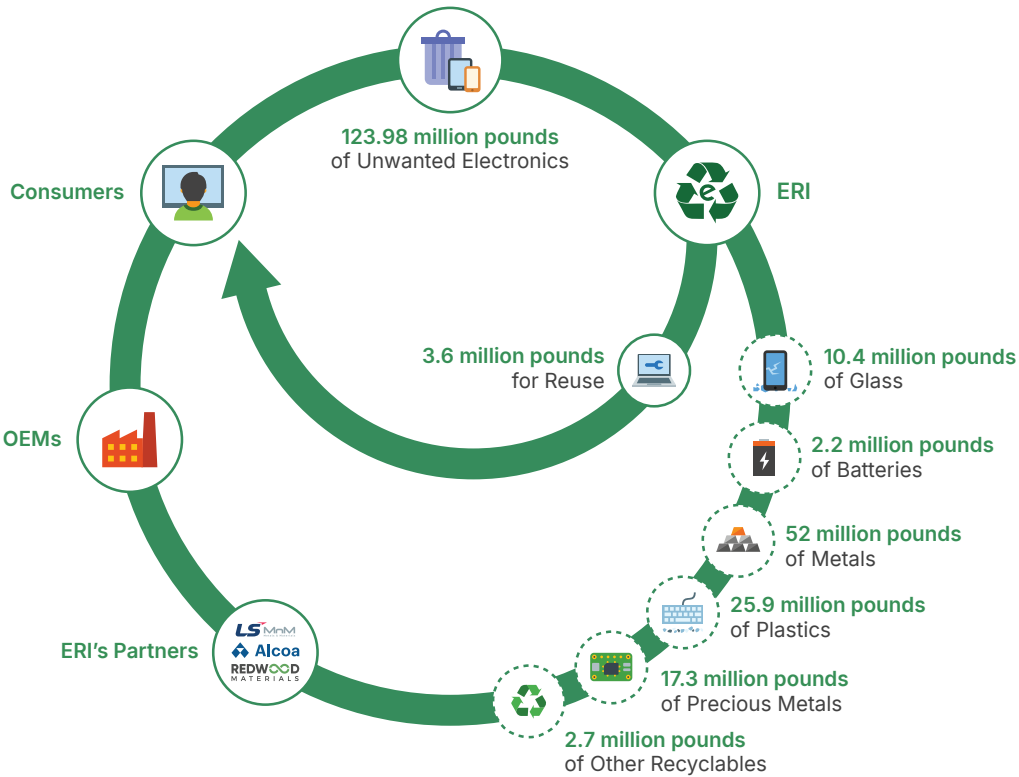 123.98 million pounds
of Unwanted Electronics
Consumers
e
ERI
3.6 million pounds
for Reuse
10.4 million pounds
of Glass
OEMs
2.2 million pounds
of Batteries
52 million pounds
of Metals
25.9 million pounds
of Plastics
ERI's Partners
LS MnM
Alcoa
REDWOOD
MATERIALS
17.3 million pounds
of Precious Metals
2.7 million pounds
of Other Recyclables